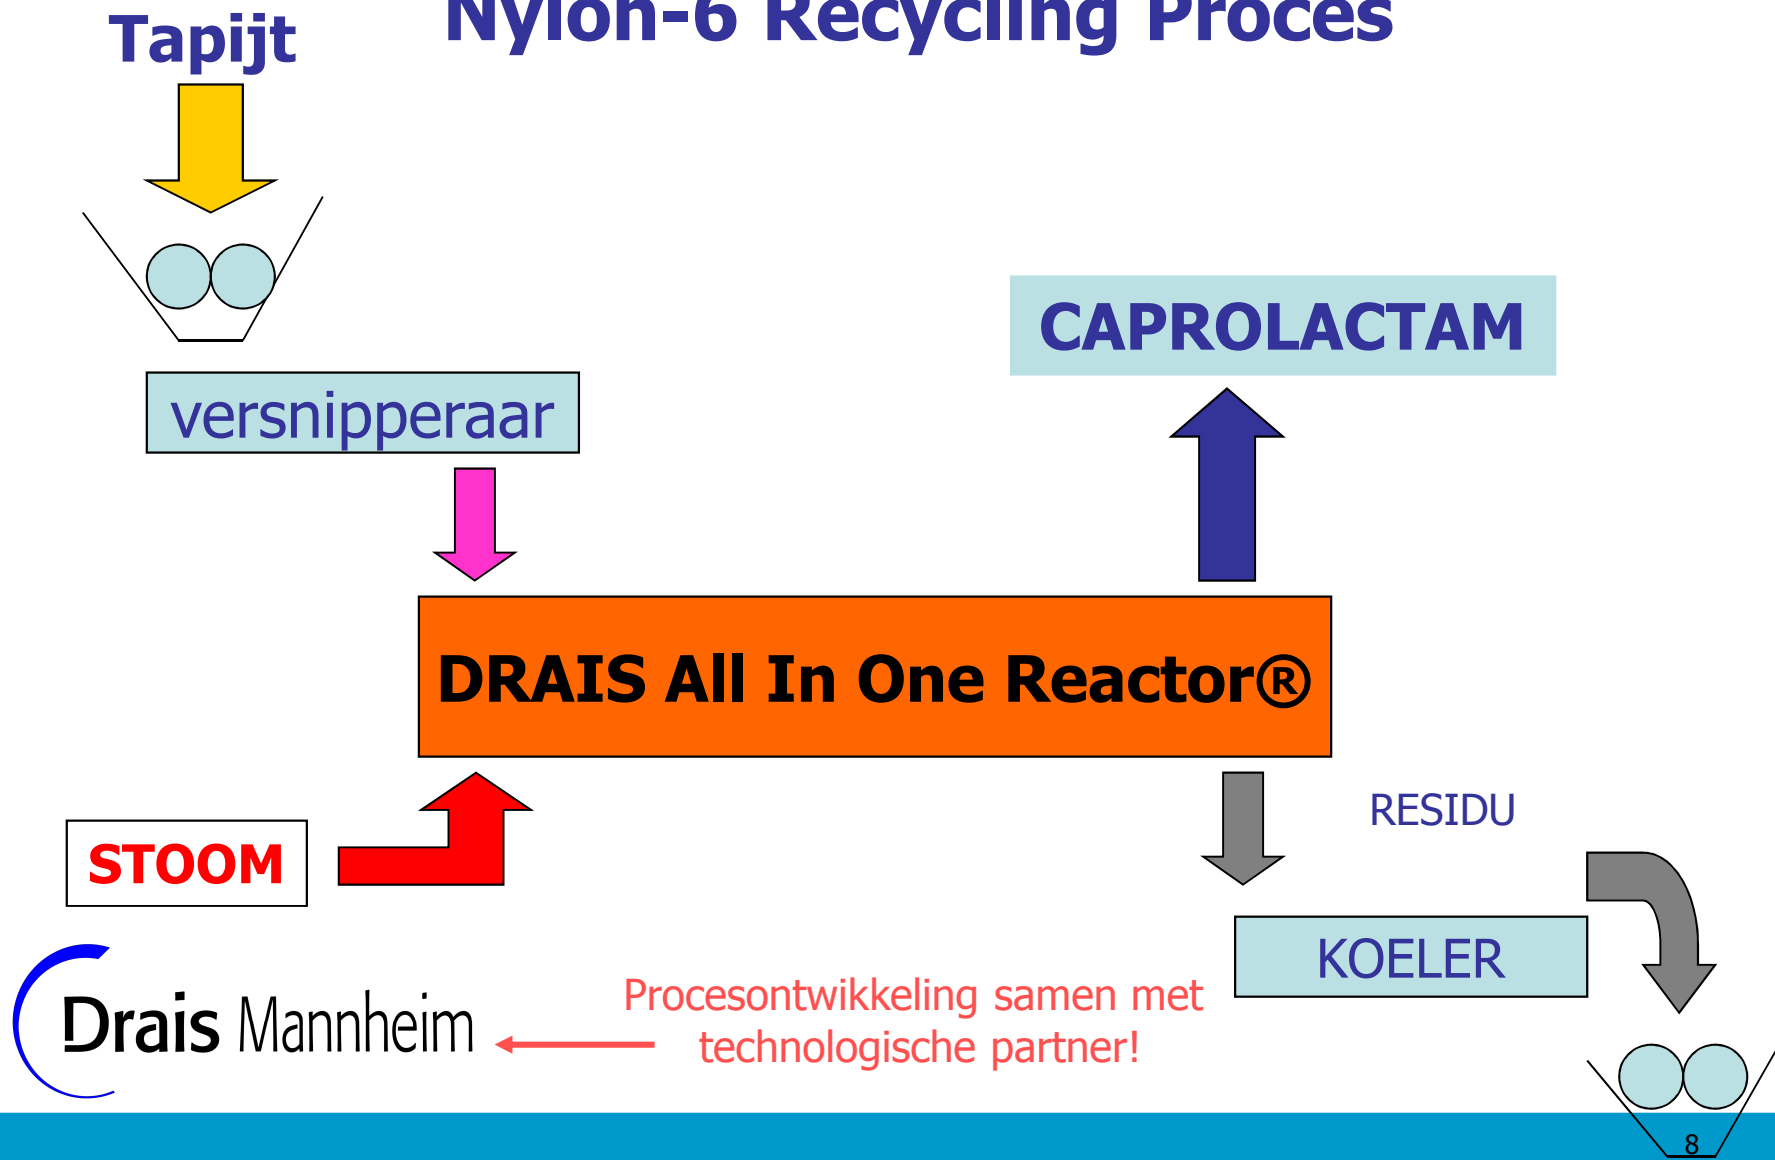 Nylon-6 Recycling Proces
Tapijt
CAPROLACTAM
versnipperaar
DRAIS All In One Reactor®
RESIDU
STOOM
KOELER
Procesontwikkeling samen met
technologische partner!
Drais Mannheim
8